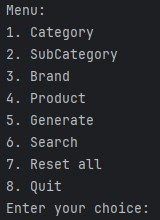 Menu:
1. Category
2. SubCategory
3. Brand
4. Product
5. Generate
6. Search
7. Reset all
8. Quit
Enter your choice: